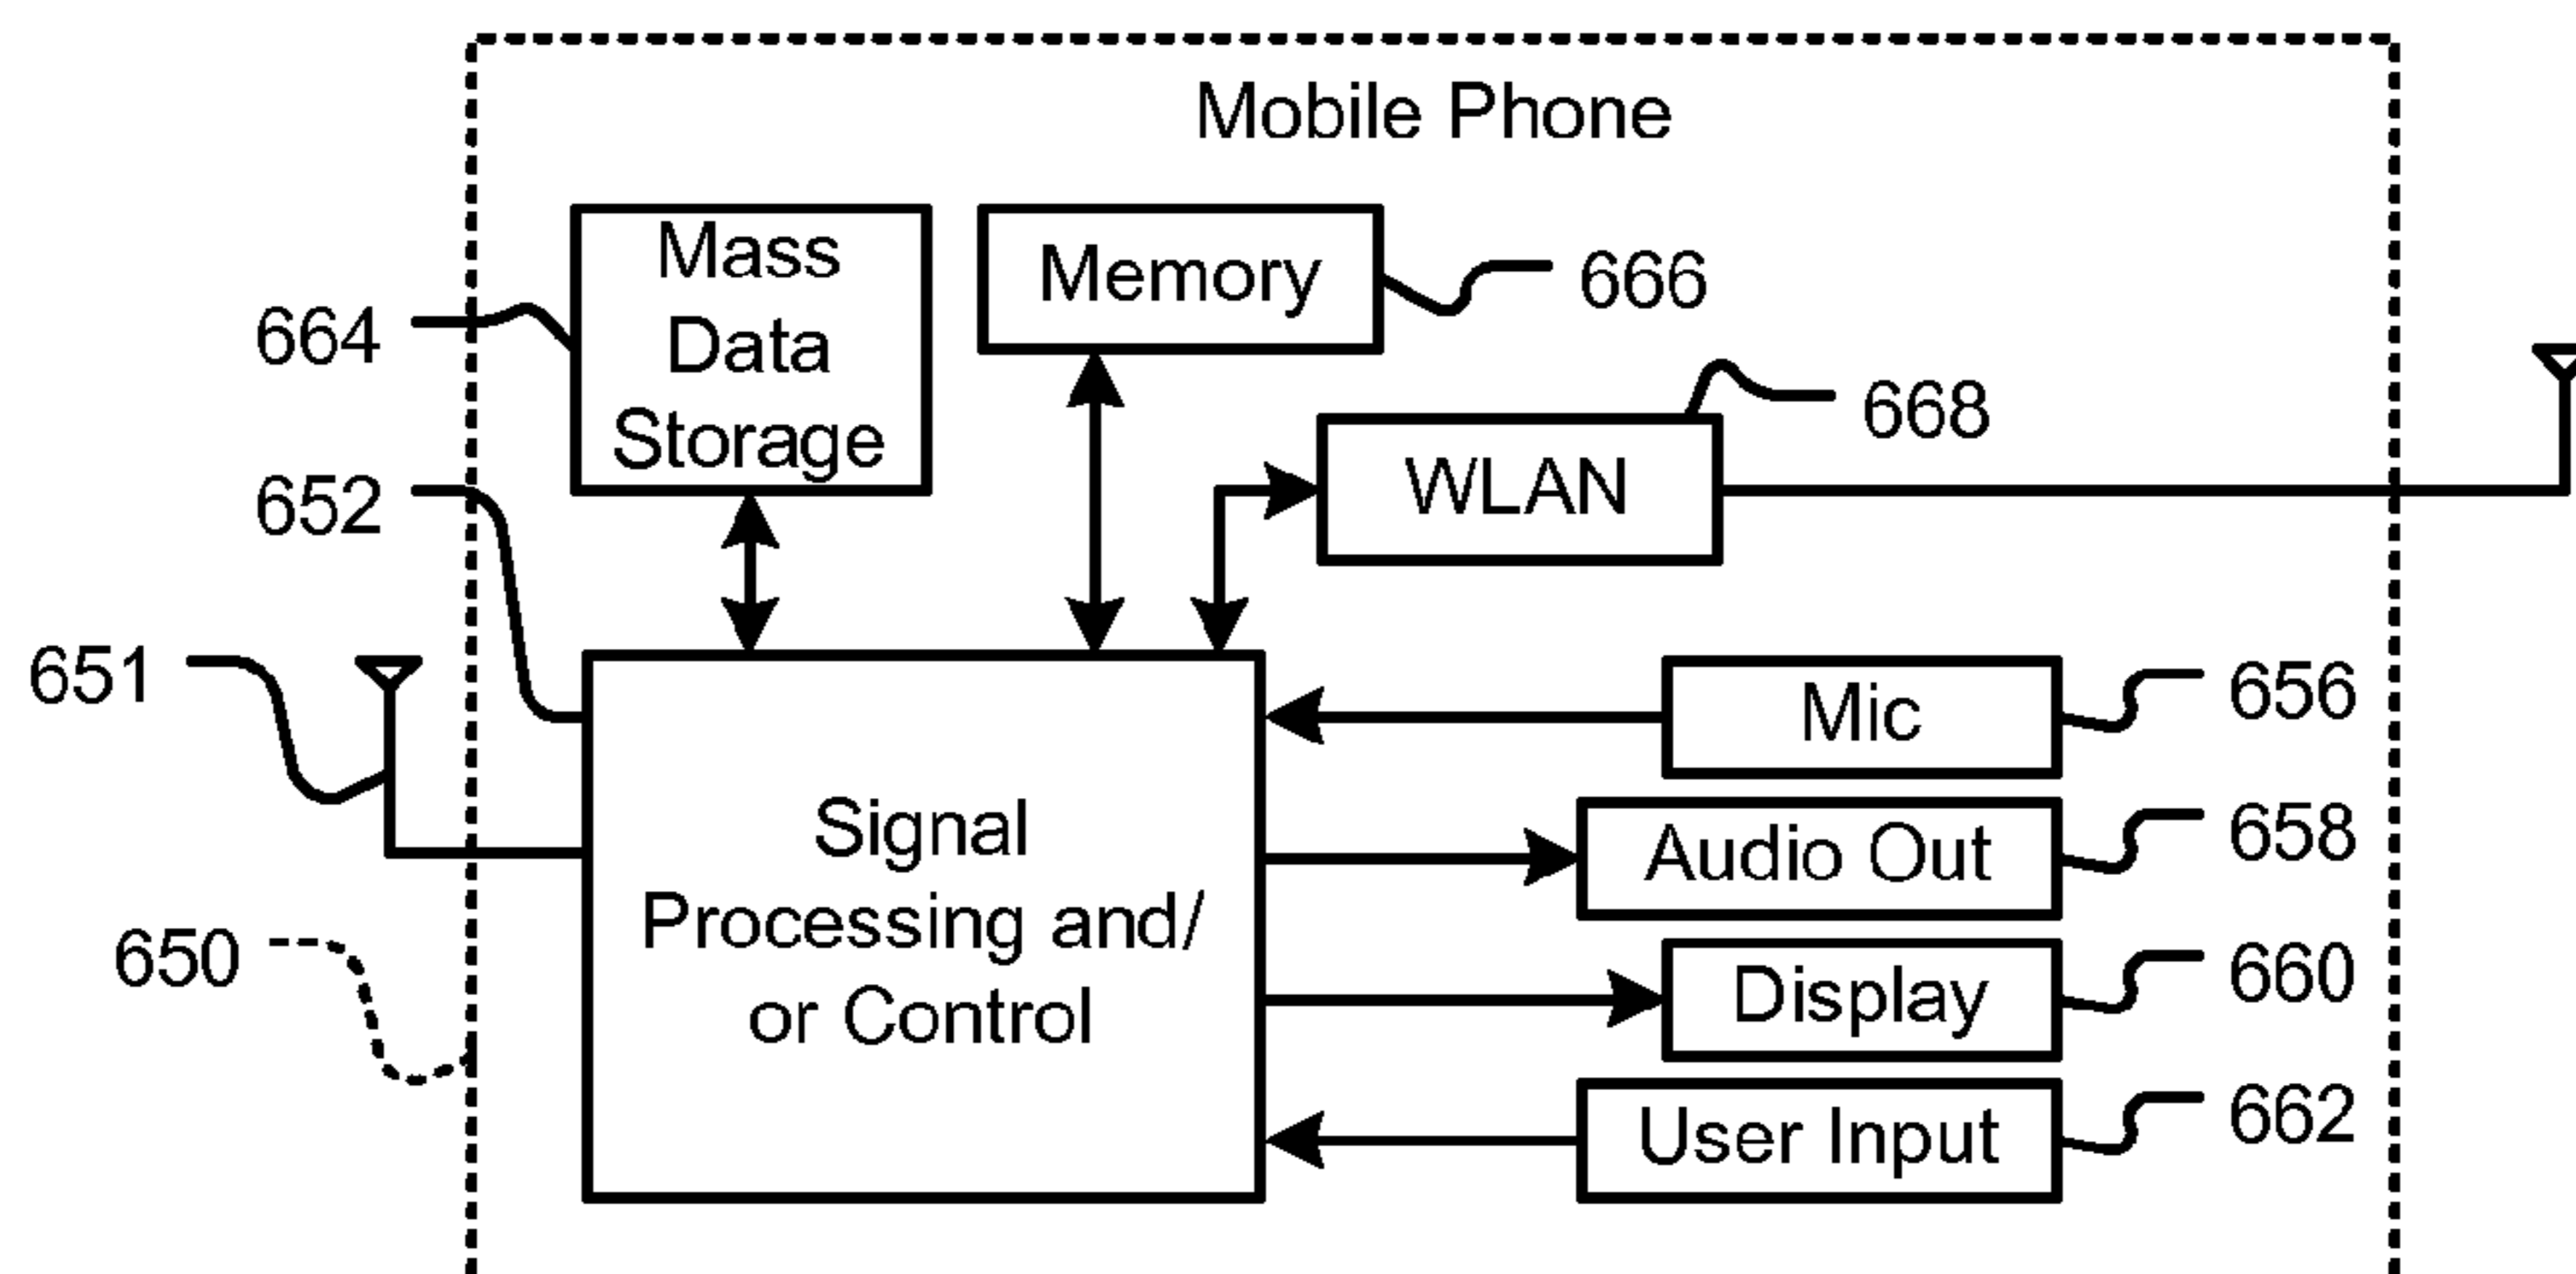 Mobile Phone
Mass
Data
Storage
Memory
666
664
668
WLAN
652
651
Mic
656
Signal
Processing and/
or Control
Audio Out
658
650
Display
660
User Input
662